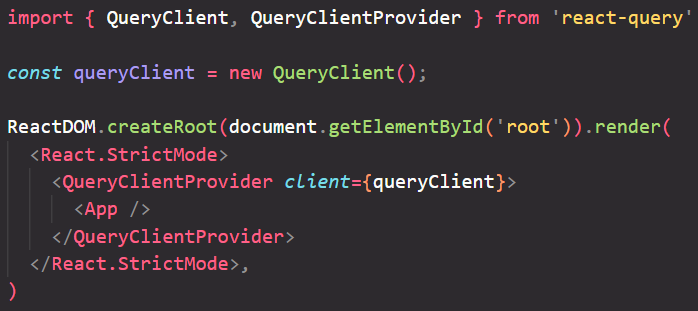 import { QueryClient, QueryClientProvider } from 'react-query'
const queryClient = new QueryClient();
ReactDOM.createRoot(document.getElementById('root')).render(
<React.StrictMode>
<QueryClientProvider client={queryClient}>
<App />
</QueryClientProvider>
</React.StrictMode>,
)